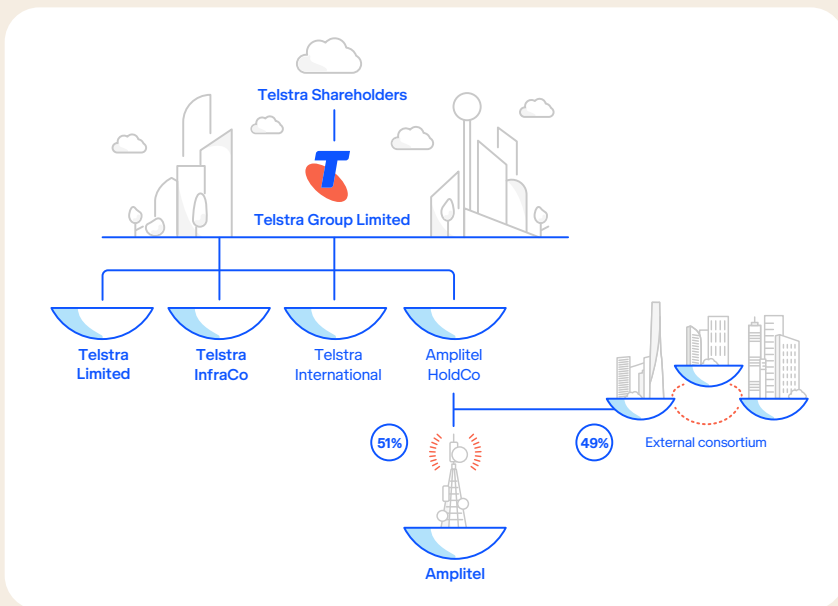 Telstra Shareholders
Telstra Group Limited
Telstra
Limited
Telstra
InfraCo
Telstra
International
Amplitel
HoldCo
51%
49%
External consortium
Amplitel